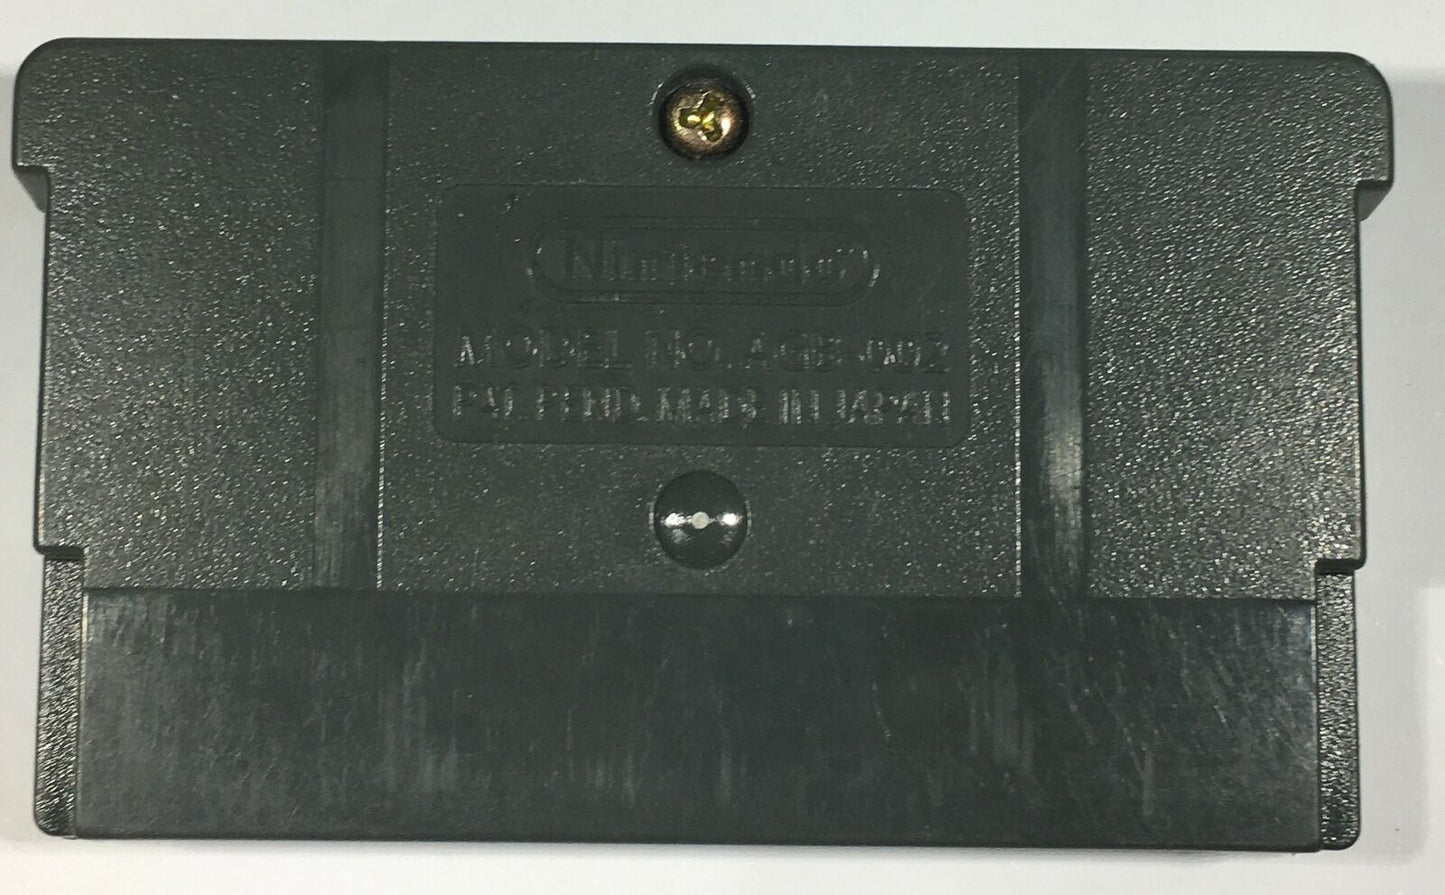 Nintendo
MODEL NO. AGB-002
PAT. PEND. MADE IN JAPAN